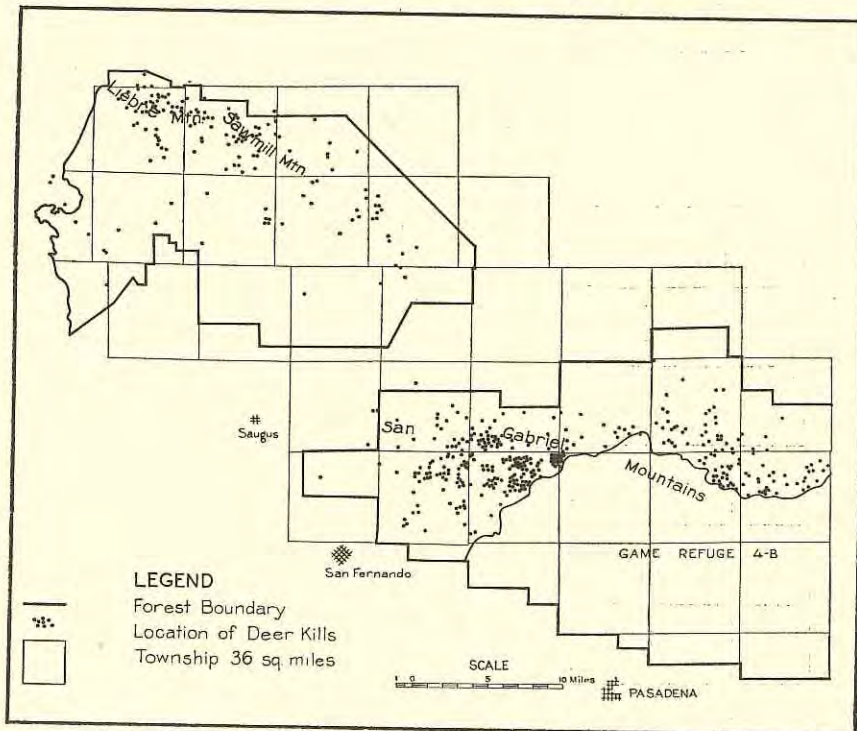 Liebre Mtn.
Sawmill Mtn
San Gabriel
Mountains
#
Saugus
San Fernando
GAME REFUGE 4-B
LEGEND
Forest Boundary
Location of Deer Kills
Township 36 sq. miles
SCALE
1 0 5 10 Miles
PASADENA